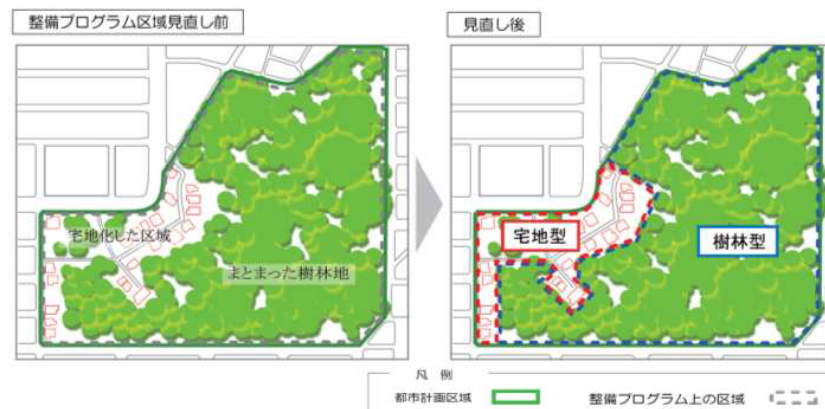 整備プログラム区域見直し前
見直し後
宅地化した区域
まとまった樹林地
宅地型
樹林型
凡 例
都市計画区域
整備プログラム上の区域